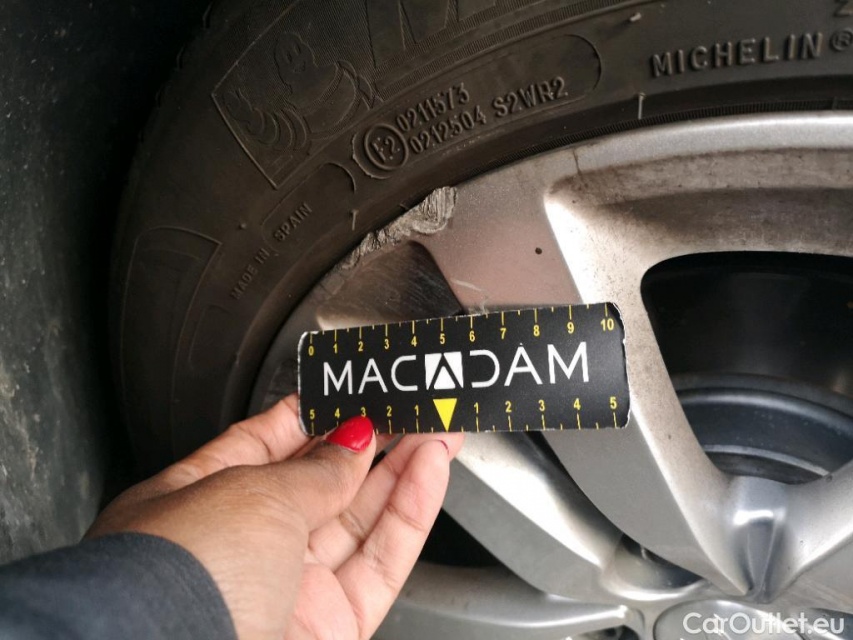 MICHELIN®
E2 0211573
0212504 S2WR2
MADE IN SPAIN
0 1 2 3 4 5 6 7 8 9 10
MACADAM
5 4 3 2 1 1 2 3 4 5
CarOutlet.eu